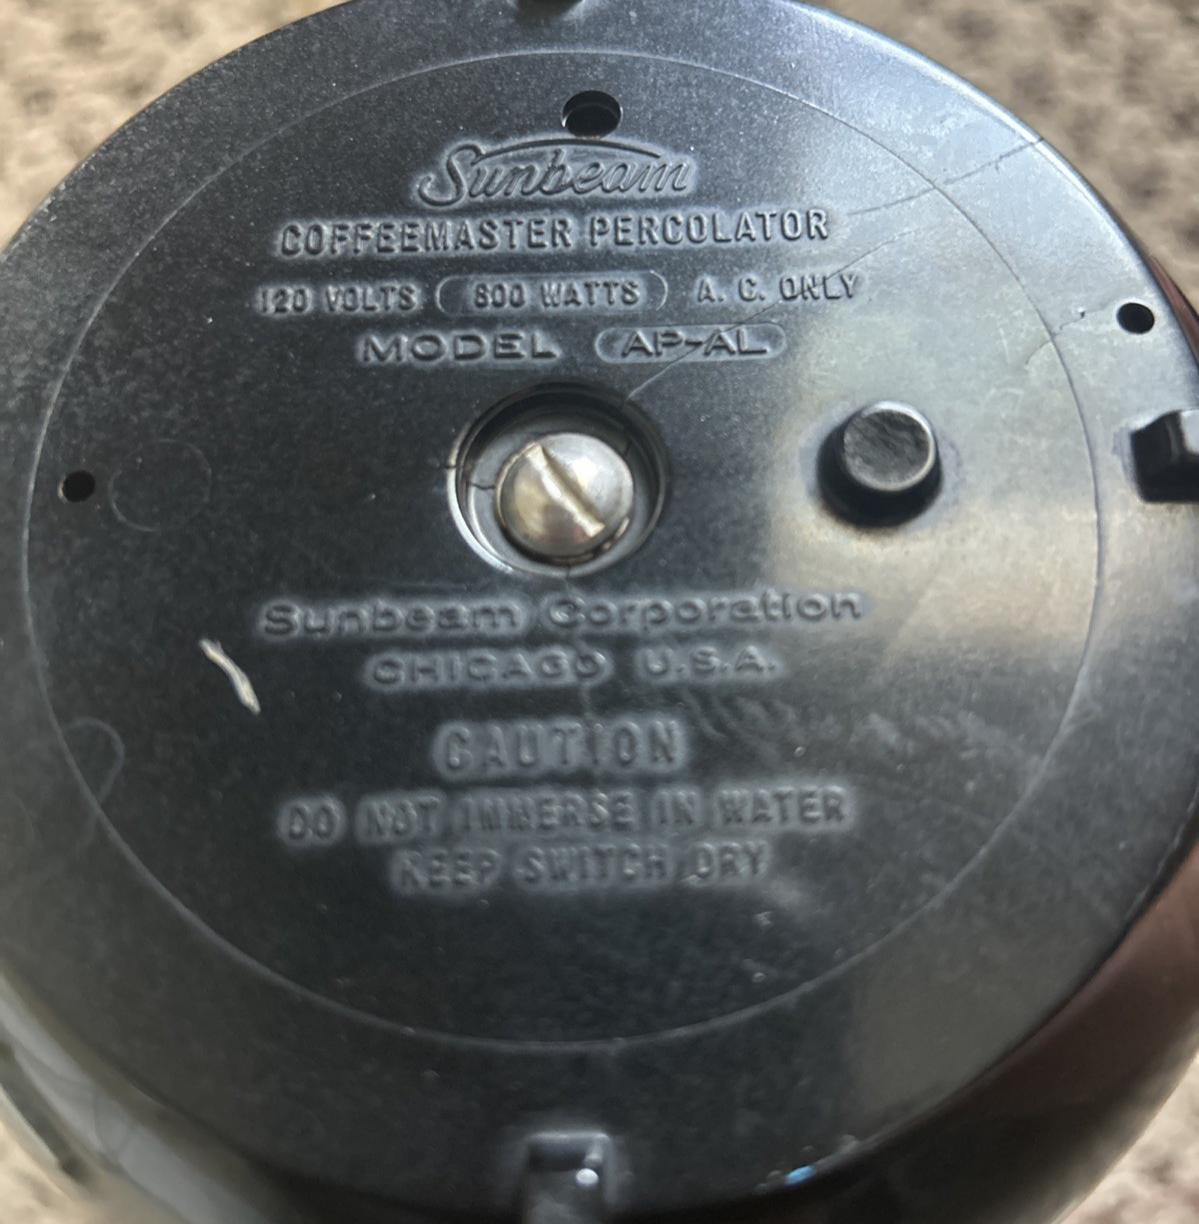 Sunbeam
COFFEEMASTER PERCOLATOR
120 VOLTS 800 WATTS A. C. ONLY
MODEL AP-AL
Sunbeam Corporation
CHICAGO U.S.A.
CAUTION
DO NOT IMMERSE IN WATER
KEEP SWITCH DRY